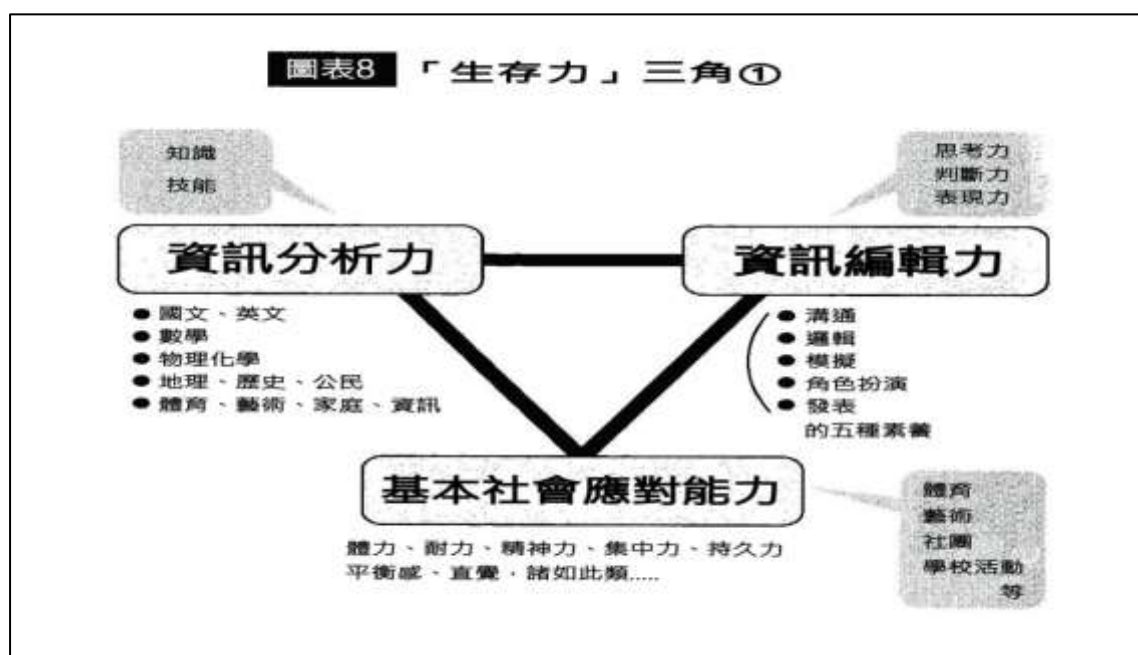 圖表8 「生存力」三角①
知識
技能
思考力
判斷力
表現力
資訊分析力
資訊編輯力
● 國文、英文
● 數學
● 物理化學
● 地理、歷史、公民
● 體育、藝術、家庭、資訊
● 溝通
● 邏輯
● 模擬
● 角色扮演
● 發表
的五種素養
基本社會應對能力
體力、耐力、精神力、集中力、持久力
平衡感、直覺，諸如此類.....
體育
藝術
社團
學校活動
等